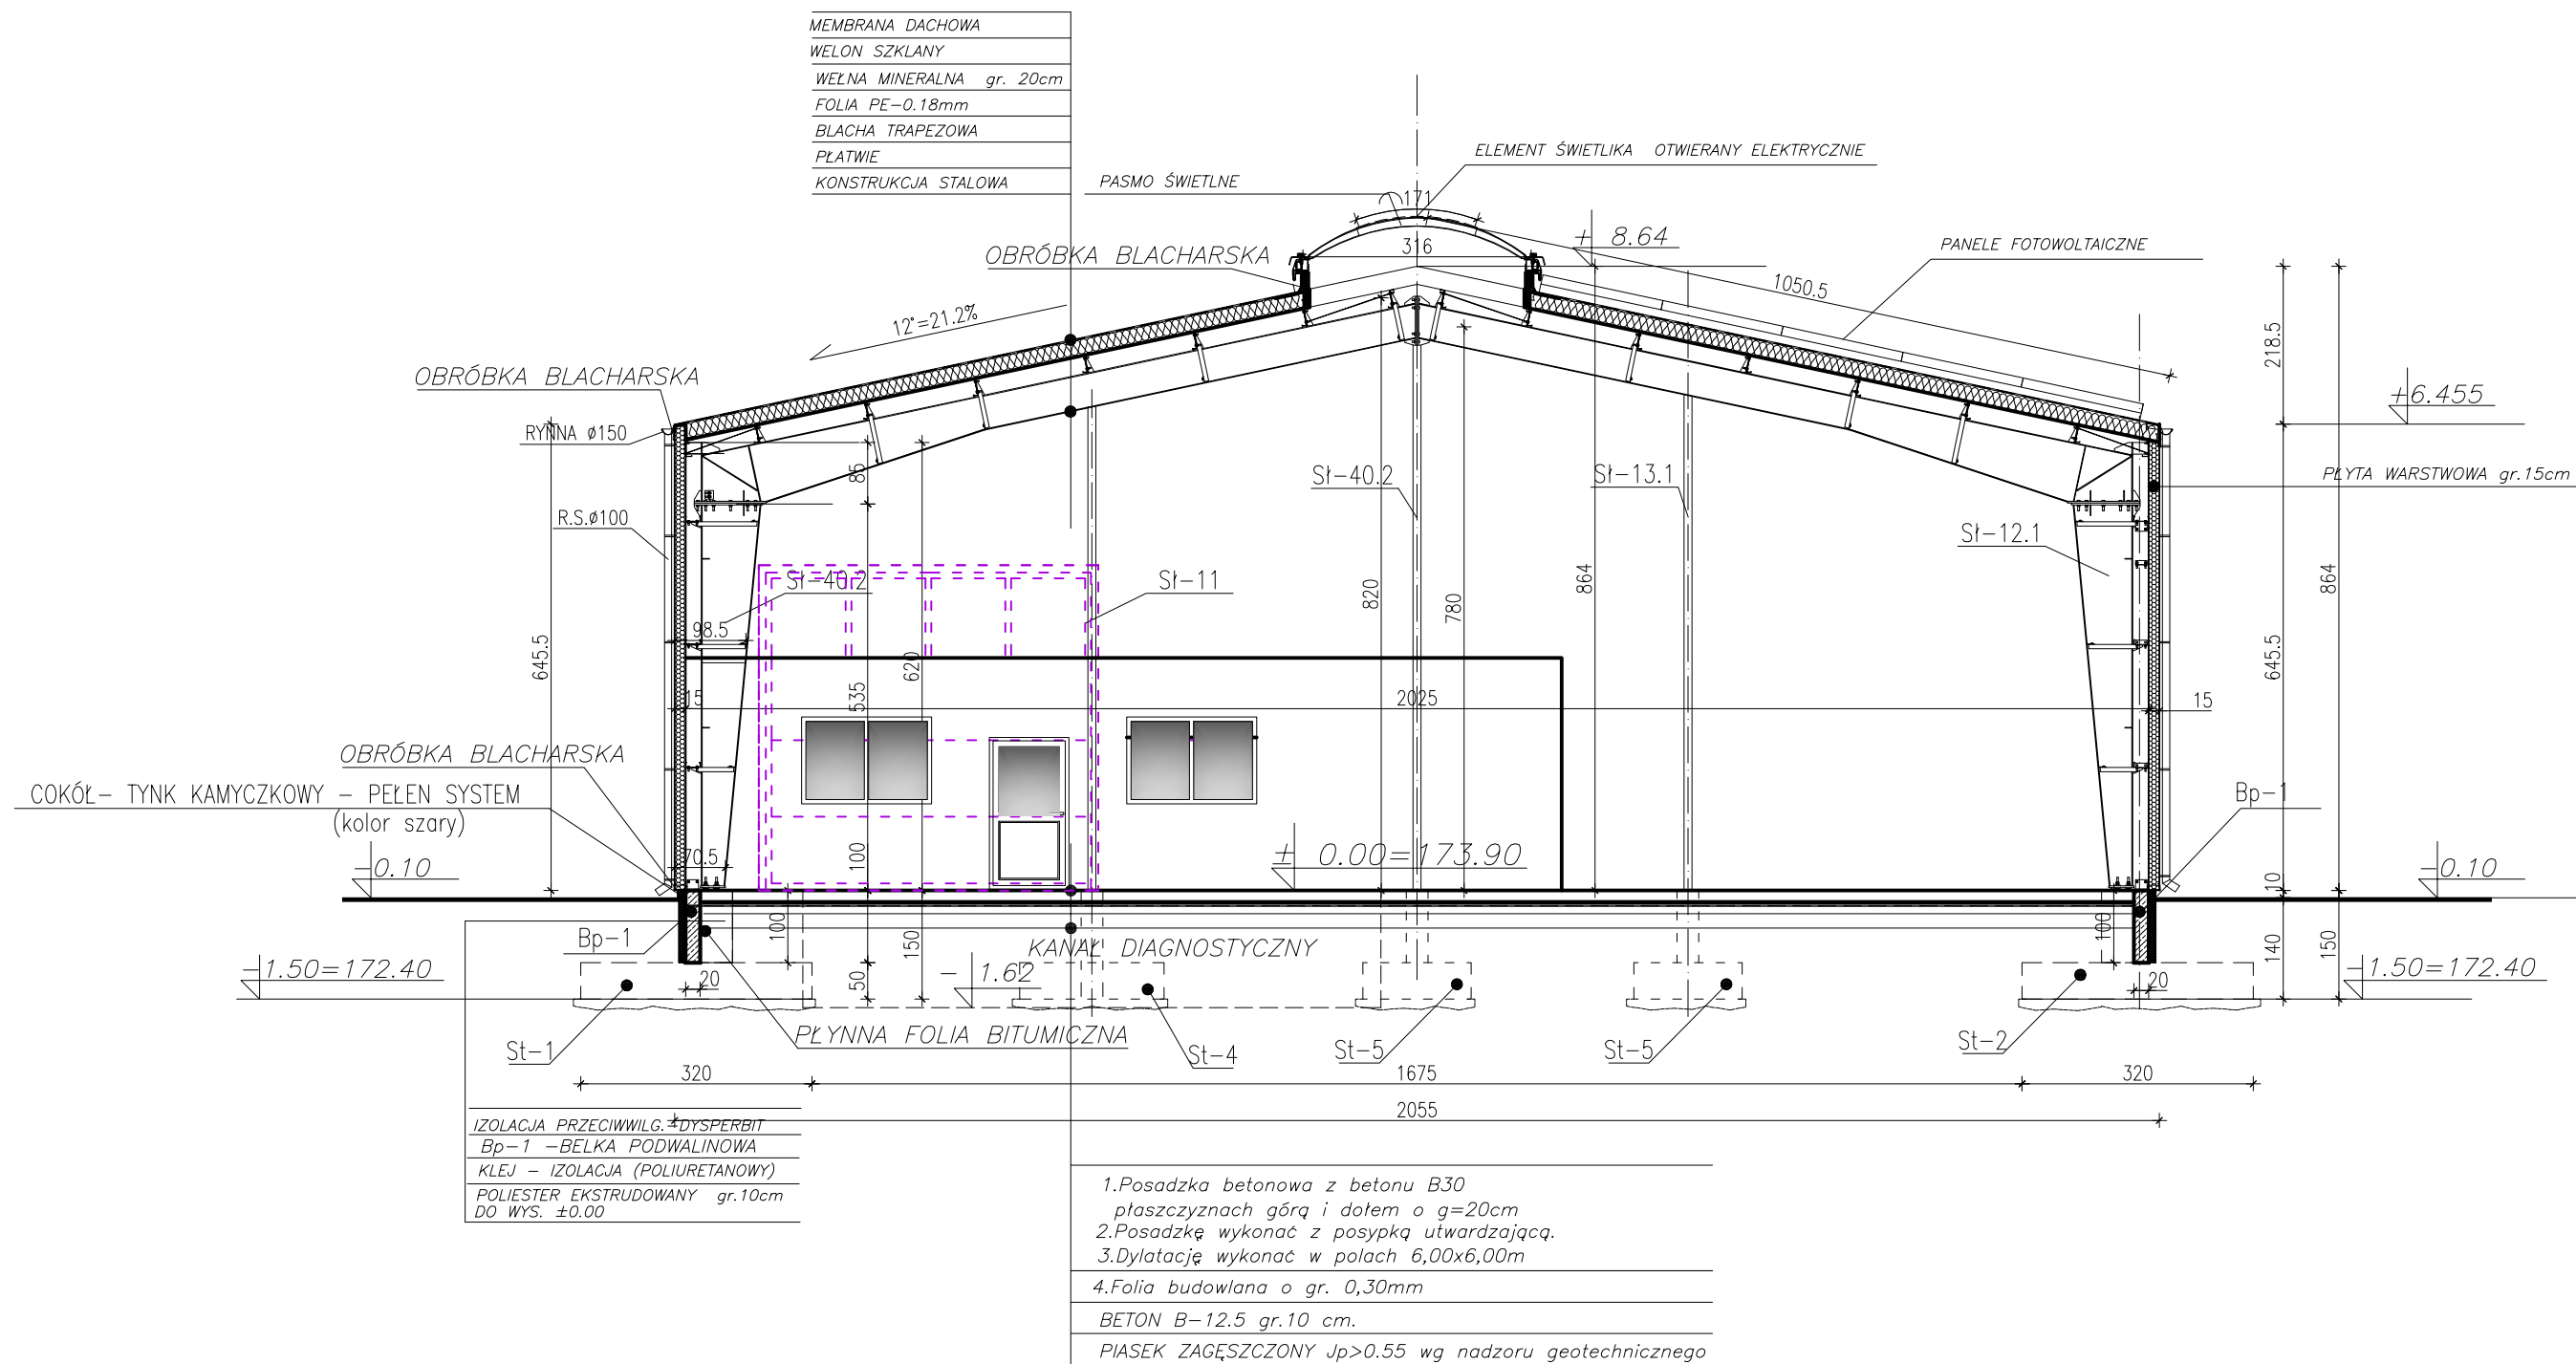 MEMBRANA DACHOWA
WELON SZKLANY
WEŁNA MINERALNA gr. 20cm
FOLIA PE-0.18mm
BLACHA TRAPEZOWA
PŁATWIE
KONSTRUKCJA STALOWA
PASMO ŚWIETLNE
ELEMENT ŚWIETLIKA OTWIERANY ELEKTRYCZNIE
171
316
+ 8.64
OBRÓBKA BLACHARSKA
PANELE FOTOWOLTAICZNE
1050.5
12°=21.2%
218.5
OBRÓBKA BLACHARSKA
+6.455
RYNNA ø150
85
Sł-40.2
Sł-13.1
PŁYTA WARSTWOWA gr.15cm
R.S.ø100
Sł-12.1
Sł-40.2
Sł-11
820
780
864
864
98.5
645.5
620
535
645.5
15
2025
15
OBRÓBKA BLACHARSKA
COKÓŁ- TYNK KAMYCZKOWY - PEŁEN SYSTEM
(kolor szary)
Bp-1
70.5
100
± 0.00=173.90
-0.10
-0.10
10
Bp-1
100
150
50
KANAŁ DIAGNOSTYCZNY
100
140
150
-1.50=172.40
20
- 1.62
20
-1.50=172.40
PŁYNNA FOLIA BITUMICZNA
St-1
St-4
St-5
St-5
St-2
320
1675
320
2055
IZOLACJA PRZECIWWILG.-DYSPERBIT
Bp-1 -BELKA PODWALINOWA
KLEJ - IZOLACJA (POLIURETANOWY)
POLIESTER EKSTRUDOWANY gr.10cm
DO WYS. ±0.00
1.Posadzka betonowa z betonu B30
płaszczyznach górą i dołem o g=20cm
2.Posadzkę wykonać z posypką utwardzającą.
3.Dylatację wykonać w polach 6,00x6,00m
4.Folia budowlana o gr. 0,30mm
BETON B-12.5 gr.10 cm.
PIASEK ZAGĘSZCZONY Jp>0.55 wg nadzoru geotechnicznego